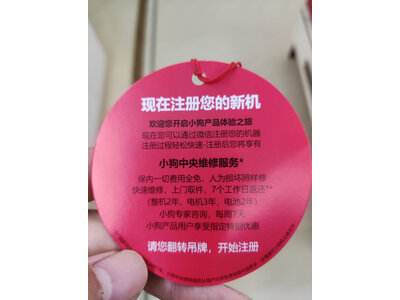 现在注册您的新机
欢迎您开启小狗产品体验之旅
现在您可以通过微信注册您的机器
注册过程轻松快速-注册后您将享有
小狗中央维修服务*
保内一切费用全免，人为损坏照样修
快速维修，上门取件，7个工作日返还**
(整机2年、电机3年、电池2年)
小狗专家咨询，每周7天
小狗产品用户享受指定特别优惠
请您翻转吊牌，开始注册